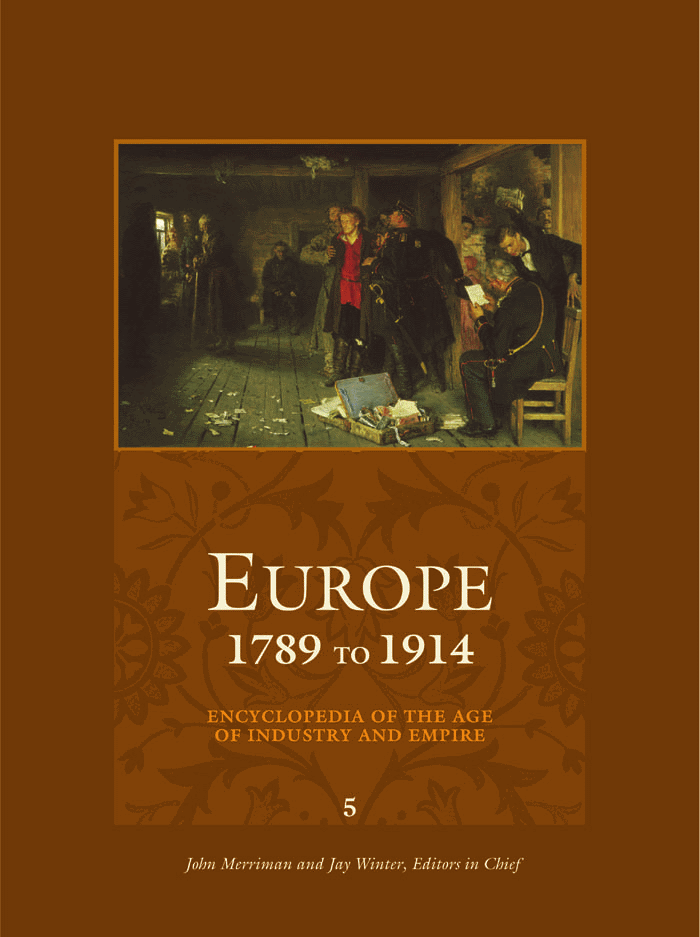 EUROPE
1789 TO 1914
ENCYCLOPEDIA OF THE AGE
OF INDUSTRY AND EMPIRE
5
John Merriman and Jay Winter, Editors in Chief